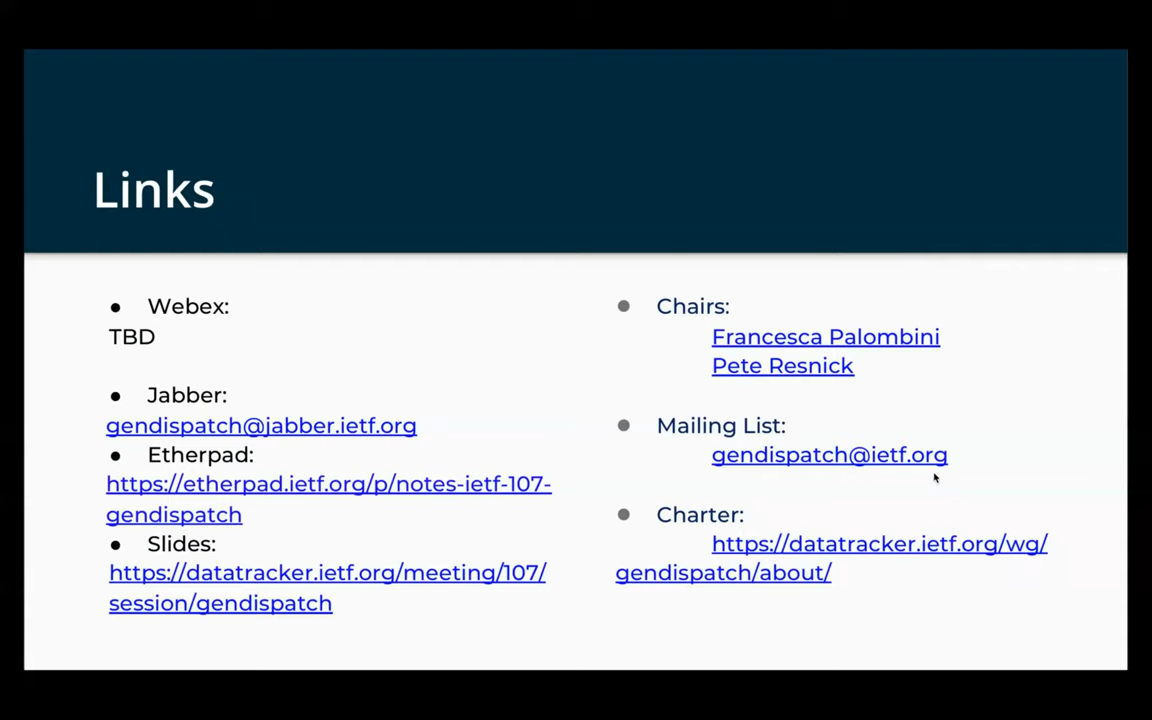 Links
● Webex:
TBD
● Jabber:
gendispatch@jabber.ietf.org
● Etherpad:
https://etherpad.ietf.org/p/notes-ietf-107-
gendispatch
● Slides:
https://datatracker.ietf.org/meeting/107/
session/gendispatch
● Chairs:
Francesca Palombini
Pete Resnick
● Mailing List:
gendispatch@ietf.org
● Charter:
https://datatracker.ietf.org/wg/
gendispatch/about/